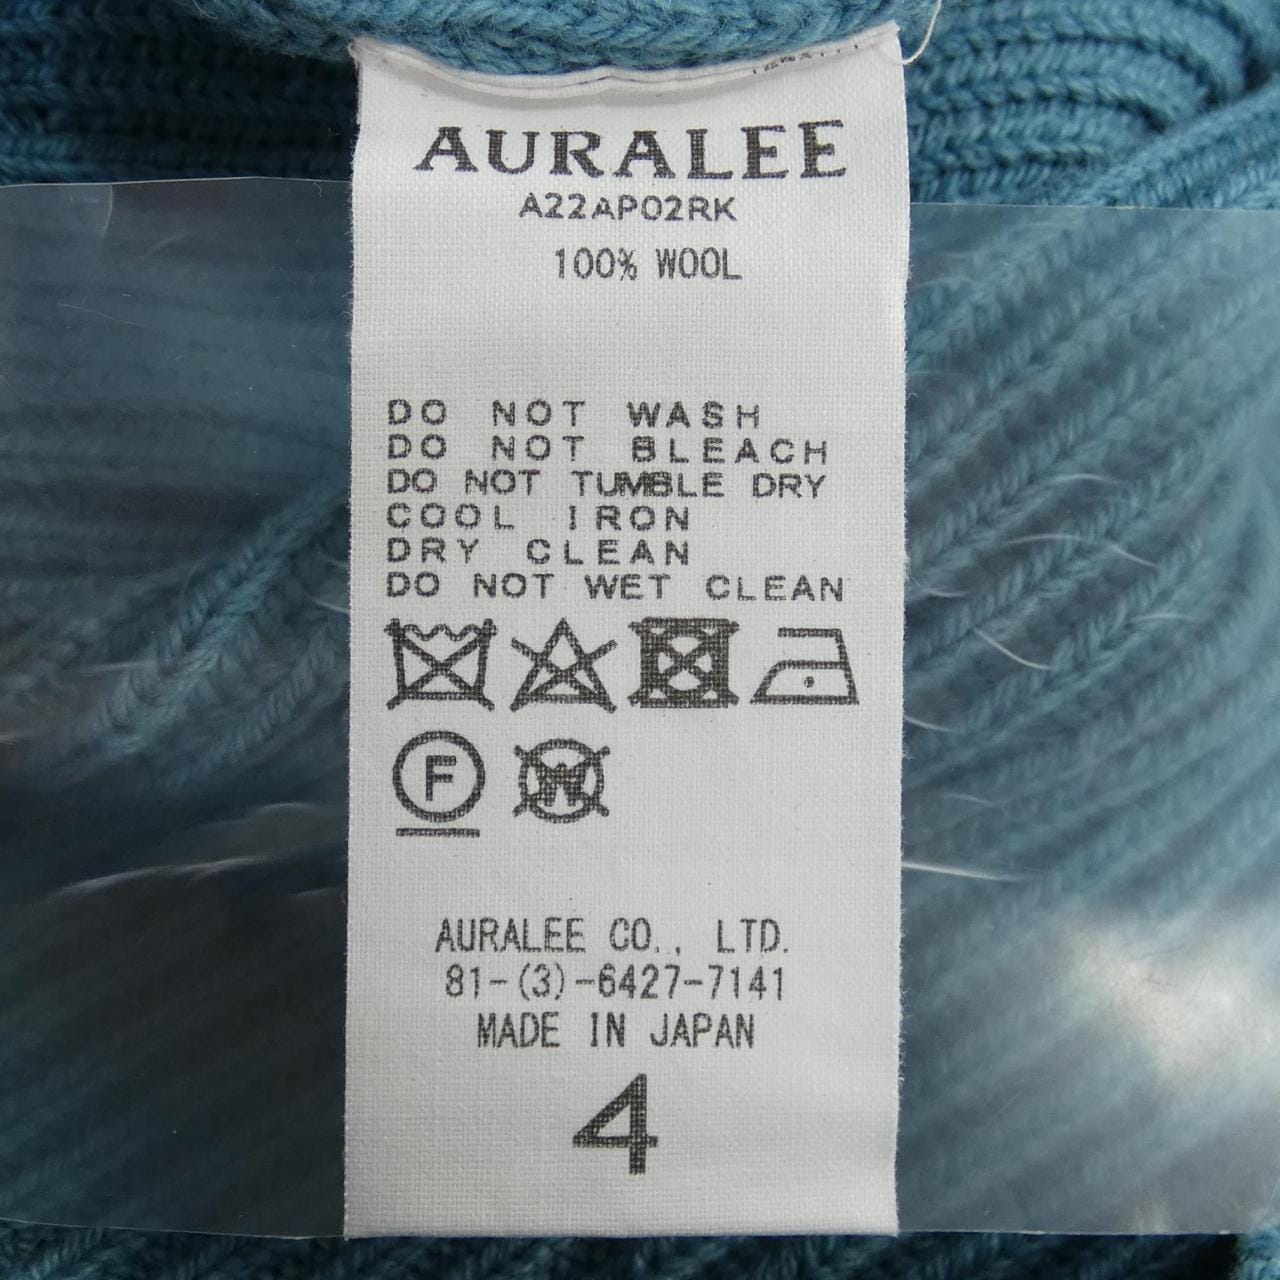 AURALEE
A22AP02RK
100% WOOL
DO NOT WASH
DO NOT BLEACH
DO NOT TUMBLE DRY
COOL IRON
DRY CLEAN
DO NOT WET CLEAN
F
W
AURALEE CO., LTD.
81-(3)-6427-7141
MADE IN JAPAN
4